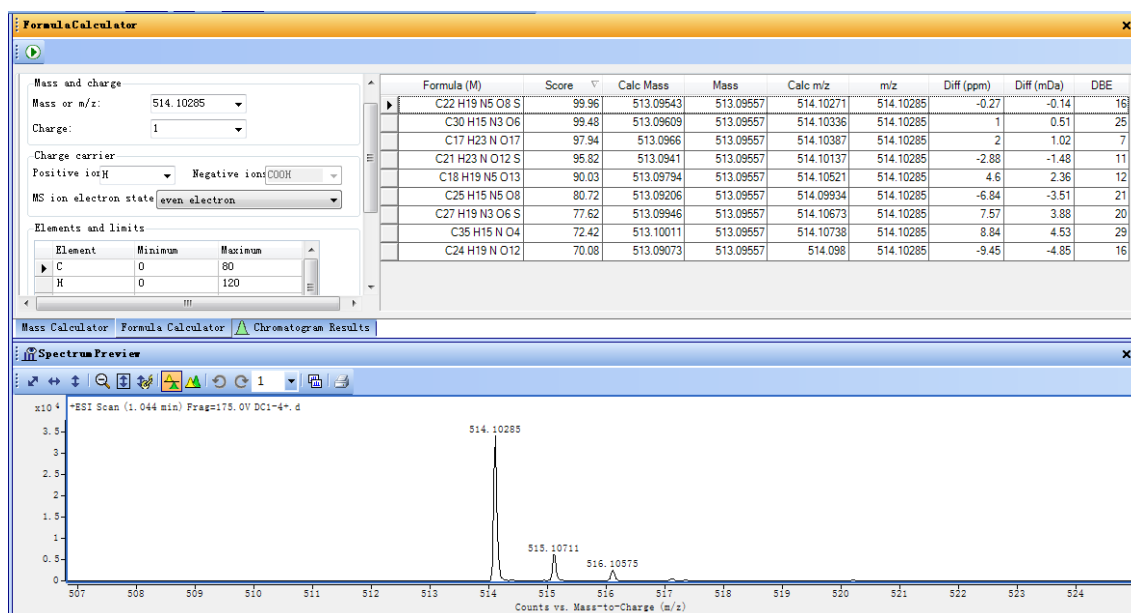 FormulaCalculator
Mass and charge
Mass or m/z: 514.10285
Charge: 1
Charge carrier
Positive ion H Negative ion: COOH
MS ion electron state even electron
Elements and limits
Element Minimum Maximum
C 0 80
H 0 120
Formula (M) Score Calc Mass Mass Calc m/z m/z Diff (ppm) Diff (mDa) DBE
C22 H19 N5 O8 S 99.96 513.09543 513.09557 514.10271 514.10285 -0.27 -0.14 16
C30 H15 N3 O6 99.48 513.09609 513.09557 514.10336 514.10285 1 0.51 25
C17 H23 N O17 97.94 513.0966 513.09557 514.10387 514.10285 2 1.02 7
C21 H23 N O12 S 95.82 513.0941 513.09557 514.10137 514.10285 -2.88 -1.48 11
C18 H19 N5 O13 90.03 513.09794 513.09557 514.10521 514.10285 4.6 2.36 12
C25 H15 N5 O8 80.72 513.09206 513.09557 514.09934 514.10285 -6.84 -3.51 21
C27 H19 N3 O6 S 77.62 513.09946 513.09557 514.10673 514.10285 7.57 3.88 20
C35 H15 N O4 72.42 513.10011 513.09557 514.10738 514.10285 8.84 4.53 29
C24 H19 N O12 70.08 513.09073 513.09557 514.098 514.10285 -9.45 -4.85 16
Mass Calculator Formula Calculator Chromatogram Results
SpectrumPreview
1
x10 4 +ESI Scan (1.044 min) Frag=175.0V DC1-4+.d
3.5
3
2.5
2
1.5
1
0.5
0
514.10285
515.10711
516.10575
507 508 509 510 511 512 513 514 515 516 517 518 519 520 521 522 523 524
Counts vs. Mass-to-Charge (m/z)